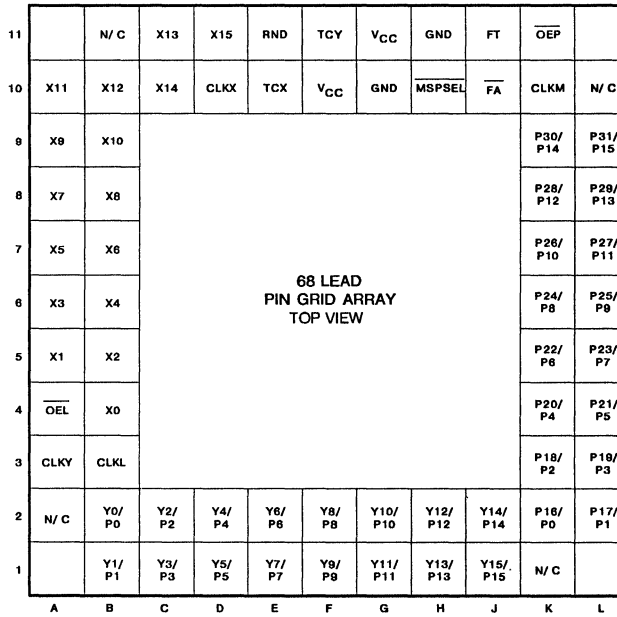 11 N/C X13 X15 RND TCY VCC GND FT OEP
10 X11 X12 X14 CLKX TCX VCC GND MSPSEL FA CLKM N/C
9 X9 X10 P30/P14 P31/P15
8 X7 X8 P28/P12 P29/P13
7 X5 X6 P26/P10 P27/P11
68 LEAD
PIN GRID ARRAY
TOP VIEW
6 X3 X4 P24/P8 P25/P9
5 X1 X2 P22/P6 P23/P7
4 OEL X0 P20/P4 P21/P5
3 CLKY CLKL P18/P2 P19/P3
2 N/C Y0/P0 Y2/P2 Y4/P4 Y6/P6 Y8/P8 Y10/P10 Y12/P12 Y14/P14 P16/P0 P17/P1
1 Y1/P1 Y3/P3 Y5/P5 Y7/P7 Y9/P9 Y11/P11 Y13/P13 Y15/P15 N/C
A B C D E F G H J K L